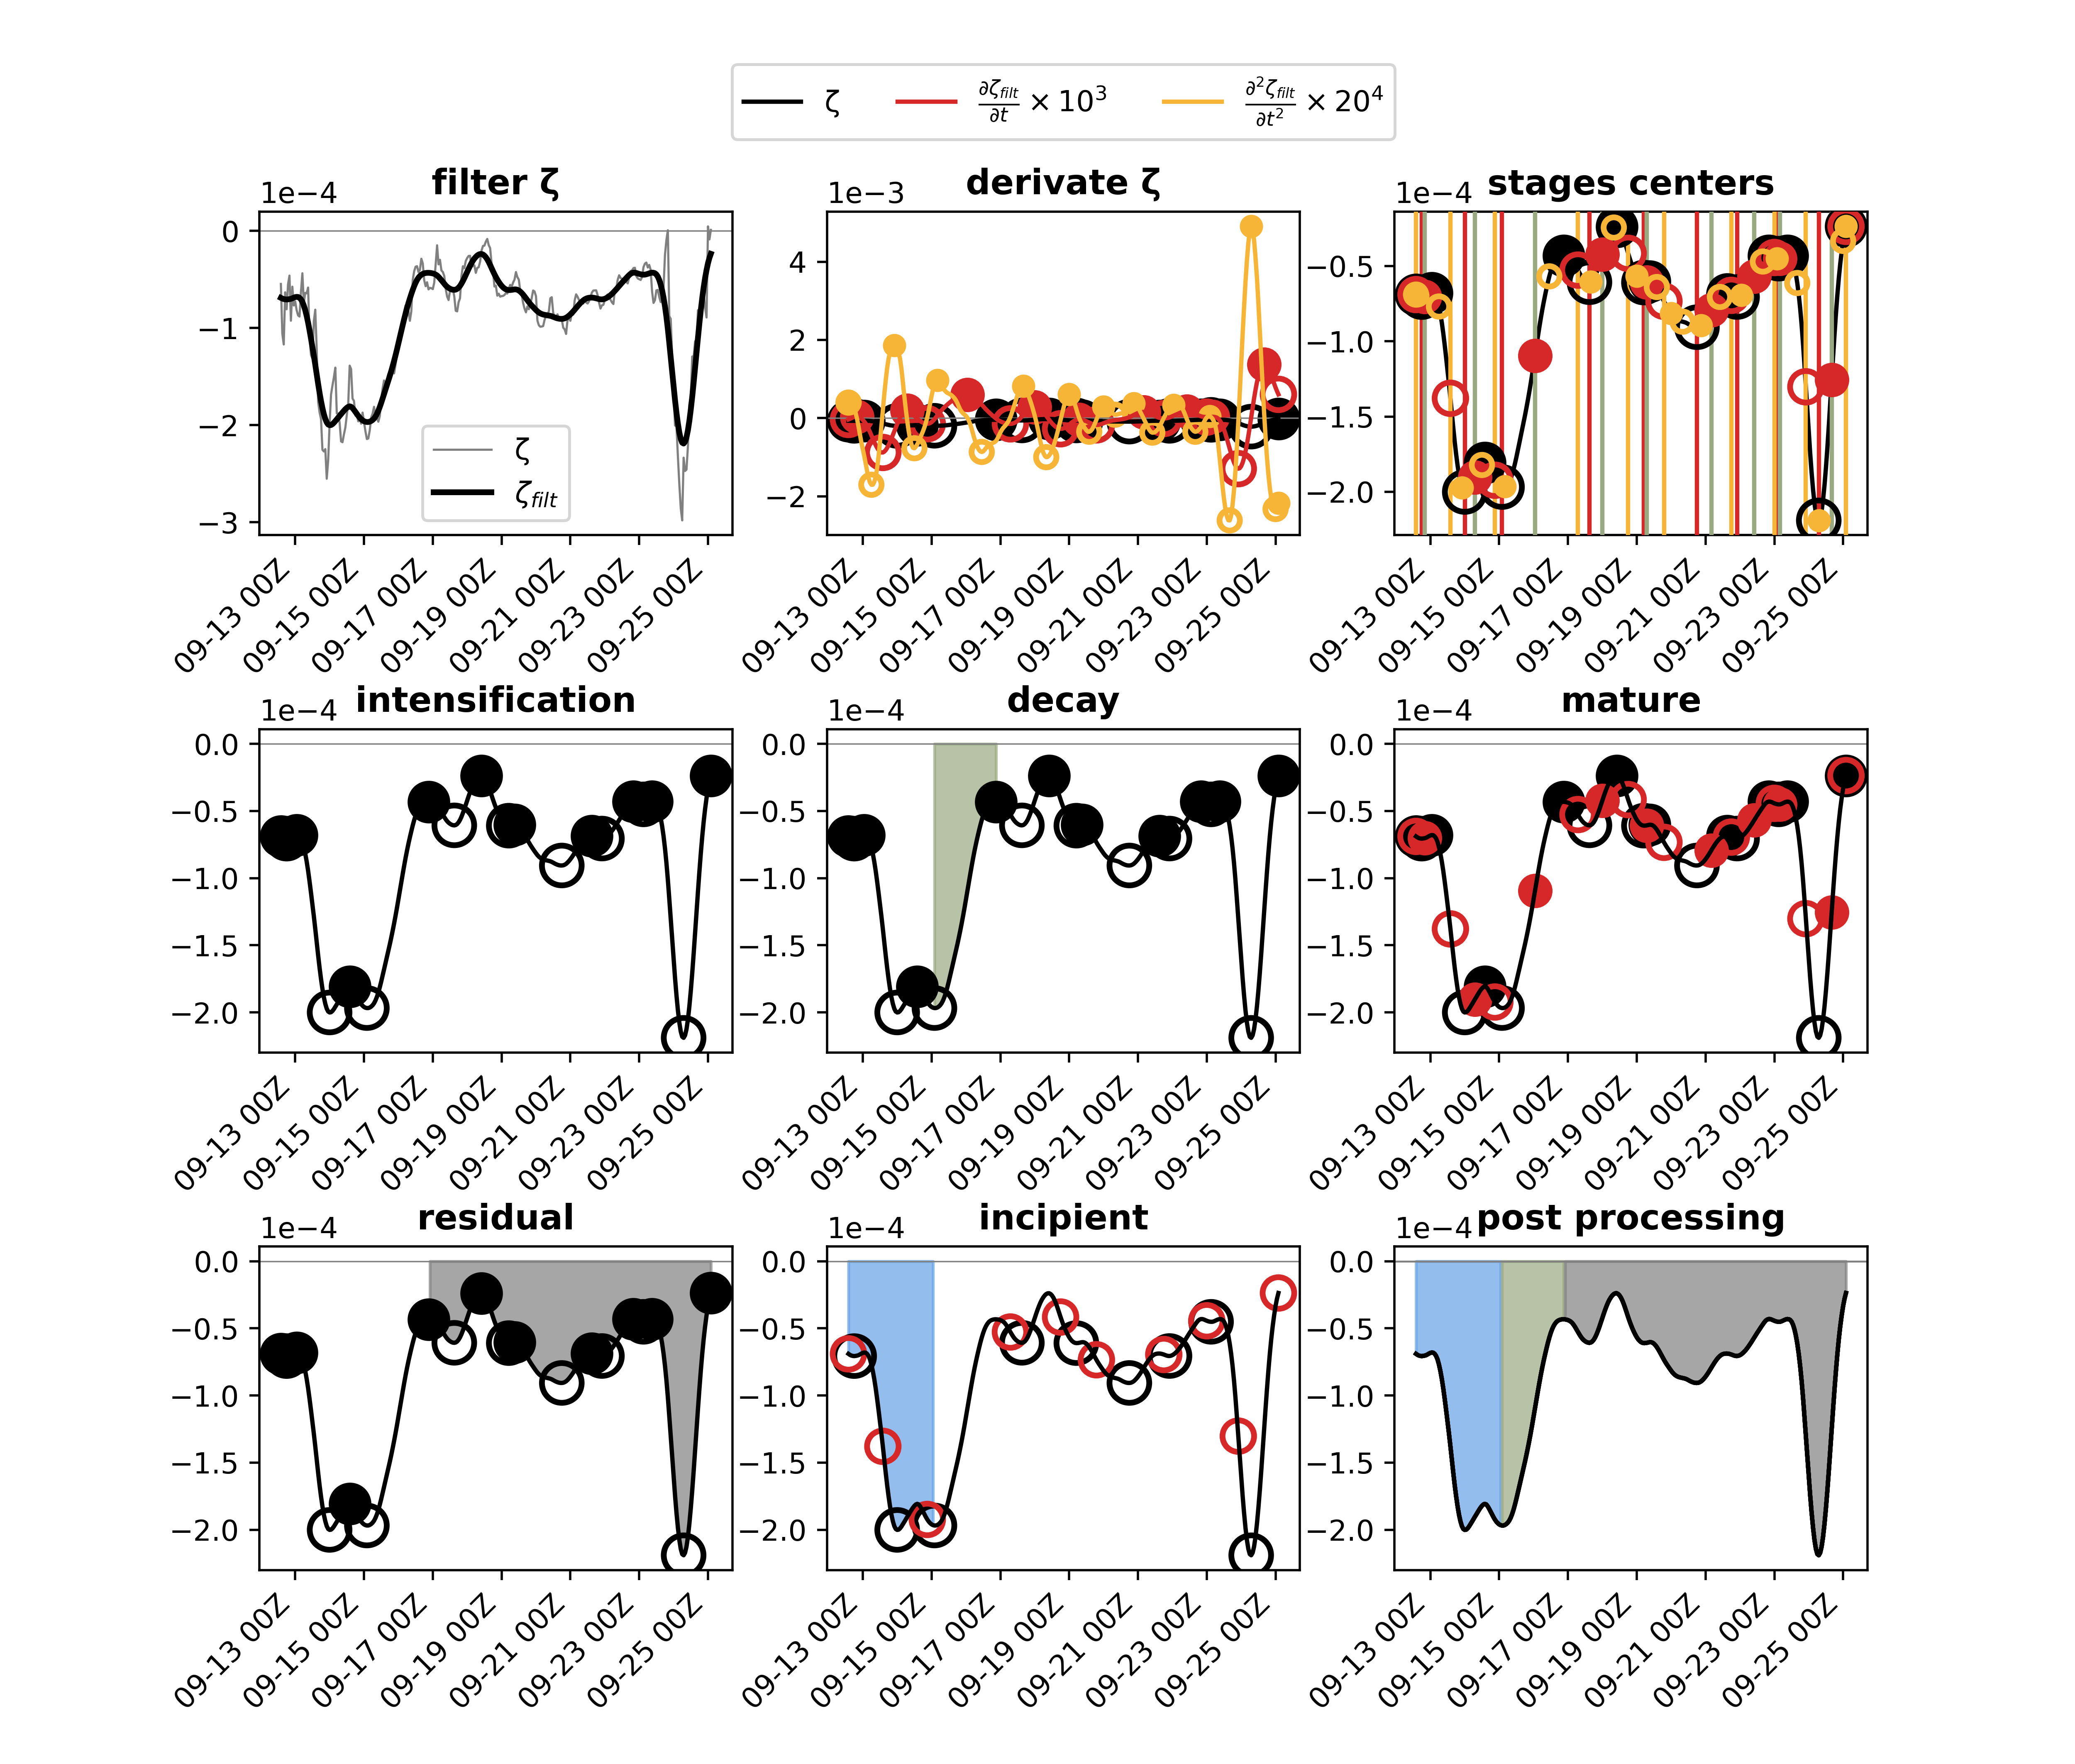 ζ ∂ζ_filt/∂t × 10³ ∂²ζ_filt/∂t² × 20⁴
filter ζ
1e−4
0
−1
−2
−3
ζ
ζ_filt
09-13 00Z
09-15 00Z
09-17 00Z
09-19 00Z
09-21 00Z
09-23 00Z
09-25 00Z
derivate ζ
1e−3
4
2
0
−2
09-13 00Z
09-15 00Z
09-17 00Z
09-19 00Z
09-21 00Z
09-23 00Z
09-25 00Z
stages centers
1e−4
−0.5
−1.0
−1.5
−2.0
09-13 00Z
09-15 00Z
09-17 00Z
09-19 00Z
09-21 00Z
09-23 00Z
09-25 00Z
intensification
1e−4
0.0
−0.5
−1.0
−1.5
−2.0
09-13 00Z
09-15 00Z
09-17 00Z
09-19 00Z
09-21 00Z
09-23 00Z
09-25 00Z
decay
1e−4
0.0
−0.5
−1.0
−1.5
−2.0
09-13 00Z
09-15 00Z
09-17 00Z
09-19 00Z
09-21 00Z
09-23 00Z
09-25 00Z
mature
1e−4
0.0
−0.5
−1.0
−1.5
−2.0
09-13 00Z
09-15 00Z
09-17 00Z
09-19 00Z
09-21 00Z
09-23 00Z
09-25 00Z
residual
1e−4
0.0
−0.5
−1.0
−1.5
−2.0
09-13 00Z
09-15 00Z
09-17 00Z
09-19 00Z
09-21 00Z
09-23 00Z
09-25 00Z
incipient
1e−4
0.0
−0.5
−1.0
−1.5
−2.0
09-13 00Z
09-15 00Z
09-17 00Z
09-19 00Z
09-21 00Z
09-23 00Z
09-25 00Z
post processing
1e−4
0.0
−0.5
−1.0
−1.5
−2.0
09-13 00Z
09-15 00Z
09-17 00Z
09-19 00Z
09-21 00Z
09-23 00Z
09-25 00Z